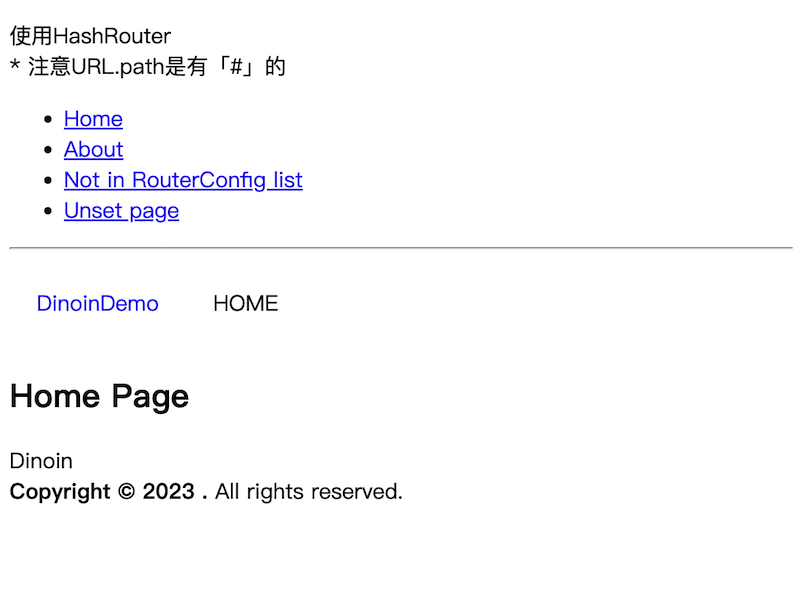 使用HashRouter
* 注意URL.path是有「#」的
Home
About
Not in RouterConfig list
Unset page
DinoinDemo HOME
Home Page
Dinoin
Copyright © 2023 . All rights reserved.